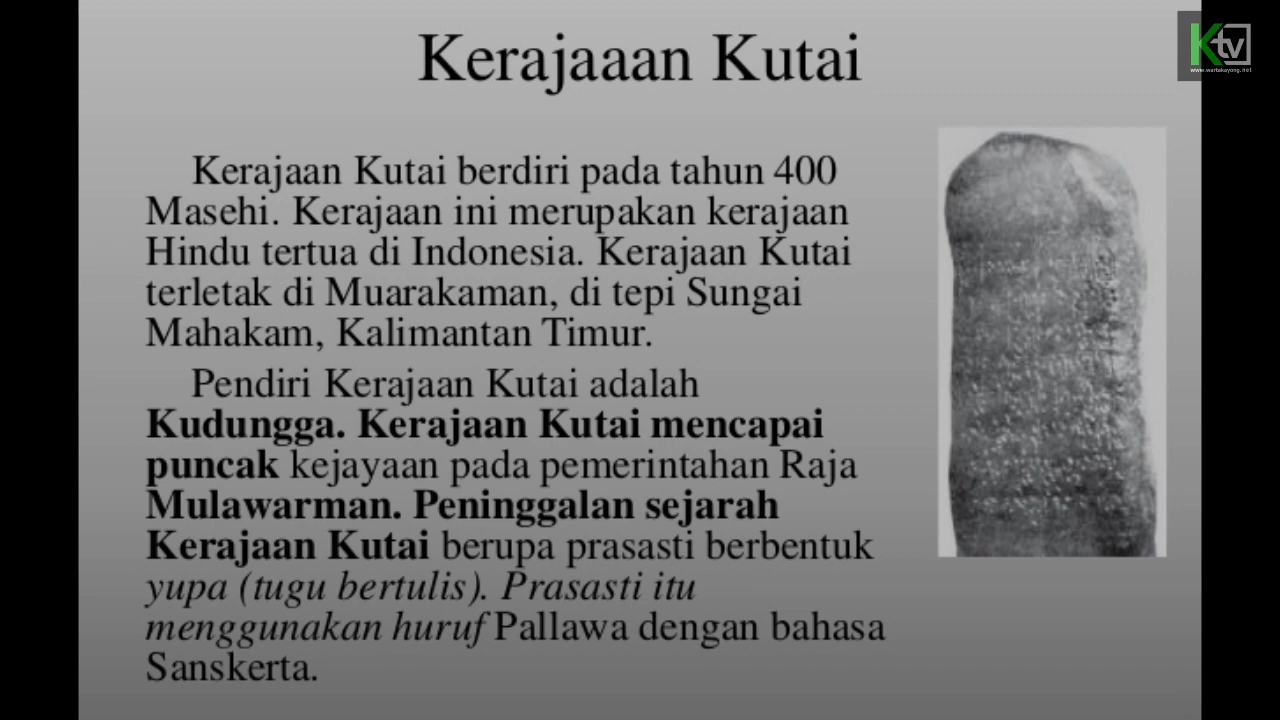 Kerajaaan Kutai
Ktv
www.wartakayong.net
Kerajaan Kutai berdiri pada tahun 400
Masehi. Kerajaan ini merupakan kerajaan
Hindu tertua di Indonesia. Kerajaan Kutai
terletak di Muarakaman, di tepi Sungai
Mahakam, Kalimantan Timur.
Pendiri Kerajaan Kutai adalah
Kudungga. Kerajaan Kutai mencapai
puncak kejayaan pada pemerintahan Raja
Mulawarman. Peninggalan sejarah
Kerajaan Kutai berupa prasasti berbentuk
yupa (tugu bertulis). Prasasti itu
menggunakan huruf Pallawa dengan bahasa
Sanskerta.